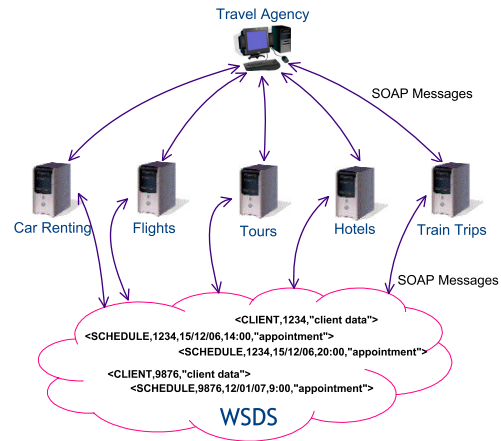 Travel Agency
SOAP Messages
Car Renting
Flights
Tours
Hotels
Train Trips
SOAP Messages
<CLIENT,1234,"client data">
<SCHEDULE,1234,15/12/06,14:00,"appointment">
<SCHEDULE,1234,15/12/06,20:00,"appointment">
<CLIENT,9876,"client data">
<SCHEDULE,9876,12/01/07,9:00,"appointment">
WSDS